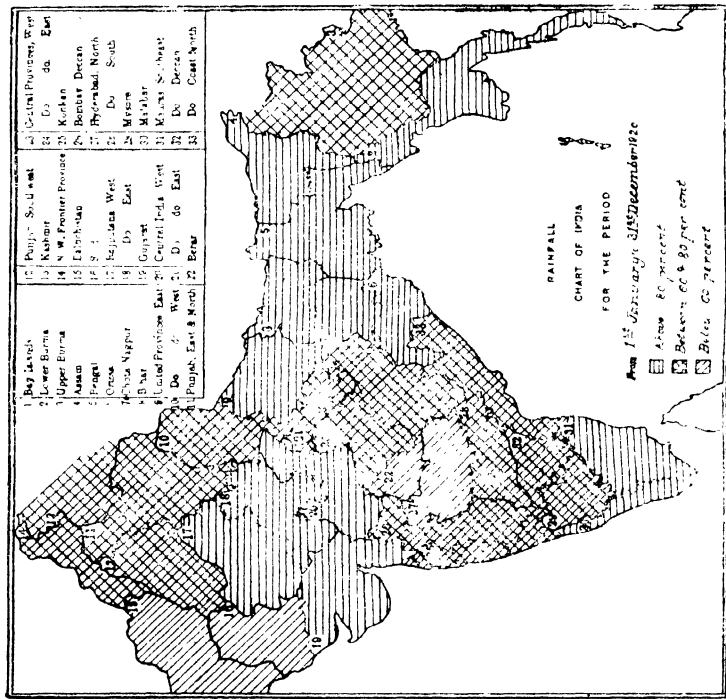 1 Bay Islands
2 Lower Burma
3 Upper Burma
4 Assam
5 Bengal
6 Orissa
7 Chota Nagpur
8 Bihar
9 United Provinces East
10 Do do West
11 Punjab, East & North
12 Punjab South west
13 Kashmir
14 N. W. Frontier Province
15 Baluchistan
16
17 Rajputana West
18 Do East
19 Gujarat
20 Central India West
21 Do do East
22 Berar
23 Central Provinces, West
24 Do do East
25 Konkan
26 Bombay Deccan
27 Hyderabad, North
28 Do South
29 Mysore
30 Malabar
31 Madras Southeast
32 Do Deccan
33 Do Coast North
RAINFALL
CHART OF INDIA
FOR THE PERIOD
From 1st January to 31st December 1920
Above 80 percent
Between 60 & 80 per cent
Below 60 percent